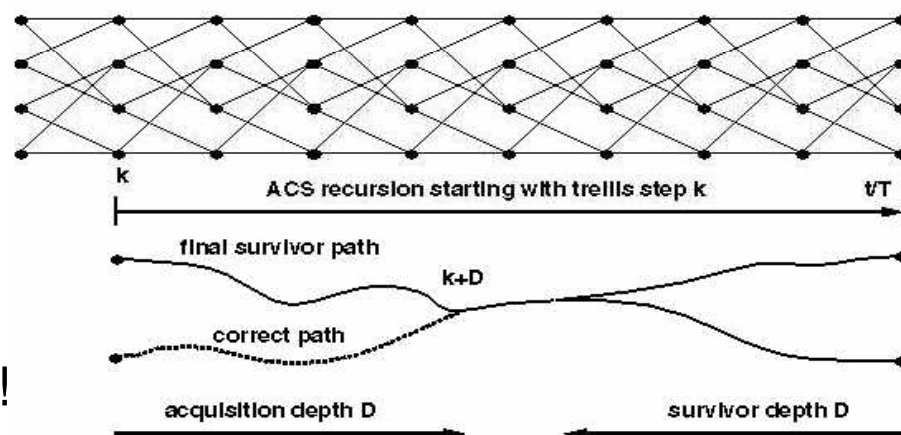 k
ACS recursion starting with trellis step k
t/T
final survivor path
k+D
correct path
!
acquisition depth D
survivor depth D